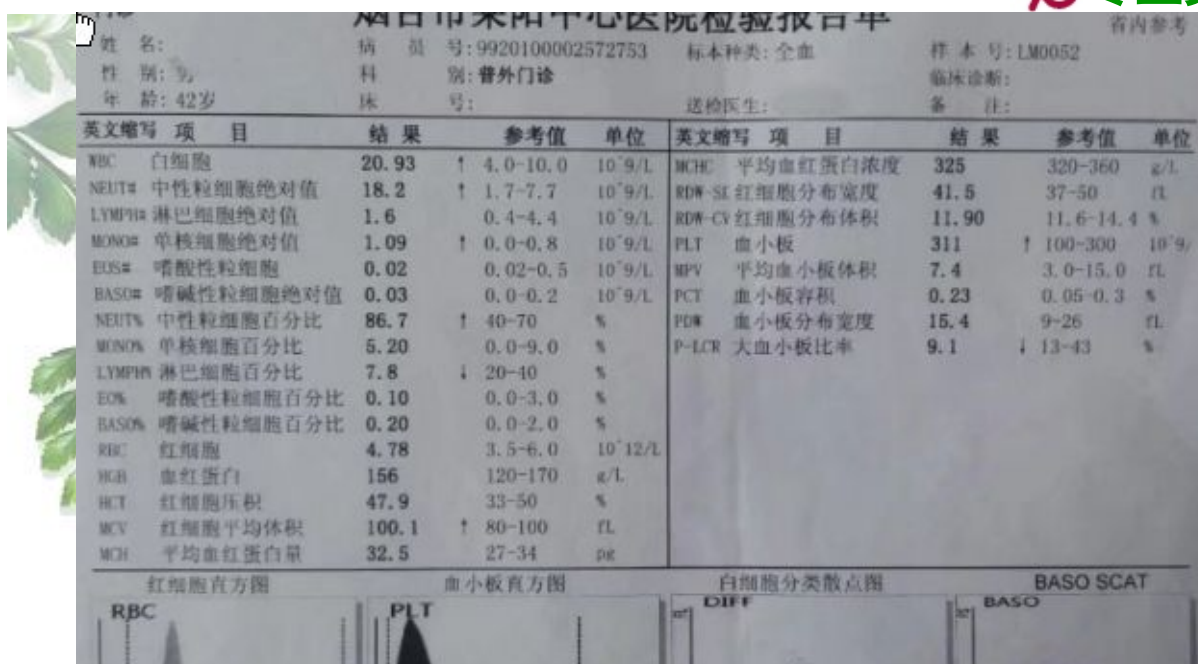 烟台市莱阳中心医院检验报告单
省内参考
姓 名: 病 员 号:9920100002572753 标本种类:全血 样 本 号:LM0052
性 别: 科 别:普外门诊 临床诊断:
年 龄:42岁 床 号: 送检医生: 备 注:
英文缩写 项 目 结 果 参考值 单位
WBC 白细胞 20.93 ↑ 4.0-10.0 10^9/L
NEUT# 中性粒细胞绝对值 18.2 ↑ 1.7-7.7 10^9/L
LYMPH# 淋巴细胞绝对值 1.6 0.4-4.4 10^9/L
MONO# 单核细胞绝对值 1.09 ↑ 0.0-0.8 10^9/L
EOS# 嗜酸性粒细胞 0.02 0.02-0.5 10^9/L
BASO# 嗜碱性粒细胞绝对值 0.03 0.0-0.2 10^9/L
NEUT% 中性粒细胞百分比 86.7 ↑ 40-70 %
MONO% 单核细胞百分比 5.20 0.0-9.0 %
LYMPH% 淋巴细胞百分比 7.8 ↓ 20-40 %
EO% 嗜酸性粒细胞百分比 0.10 0.0-3.0 %
BASO% 嗜碱性粒细胞百分比 0.20 0.0-2.0 %
RBC 红细胞 4.78 3.5-6.0 10^12/L
HGB 血红蛋白 156 120-170 g/L
HCT 红细胞压积 47.9 33-50 %
MCV 红细胞平均体积 100.1 ↑ 80-100 fL
MCH 平均血红蛋白量 32.5 27-34 pg
英文缩写 项 目 结 果 参考值 单位
MCHC 平均血红蛋白浓度 325 320-360 g/L
RDW-SL 红细胞分布宽度 41.5 37-50 fL
RDW-CV 红细胞分布体积 11.90 11.6-14.4 %
PLT 血小板 311 ↑ 100-300 10^9/
MPV 平均血小板体积 7.4 3.0-15.0 fL
PCT 血小板容积 0.23 0.05-0.3 %
PDW 血小板分布宽度 15.4 9-26 fL
P-LCR 大血小板比率 9.1 ↓ 13-43 %
红细胞直方图 血小板直方图 白细胞分类散点图 BASO SCAT
RBC PLT DIFF BASO